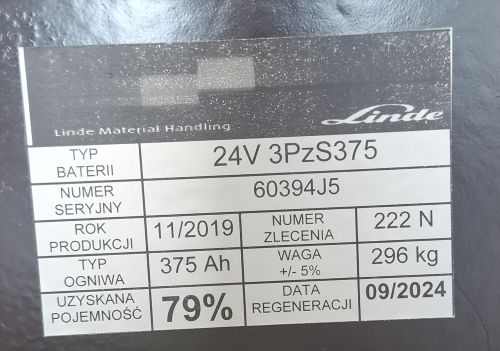 Linde
Linde Material Handling
TYP BATERII 24V 3PzS375
NUMER SERYJNY 60394J5
ROK PRODUKCJI 11/2019 NUMER ZLECENIA 222 N
TYP OGNIWA 375 Ah WAGA +/- 5% 296 kg
UZYSKANA POJEMNOŚĆ 79% DATA REGENERACJI 09/2024